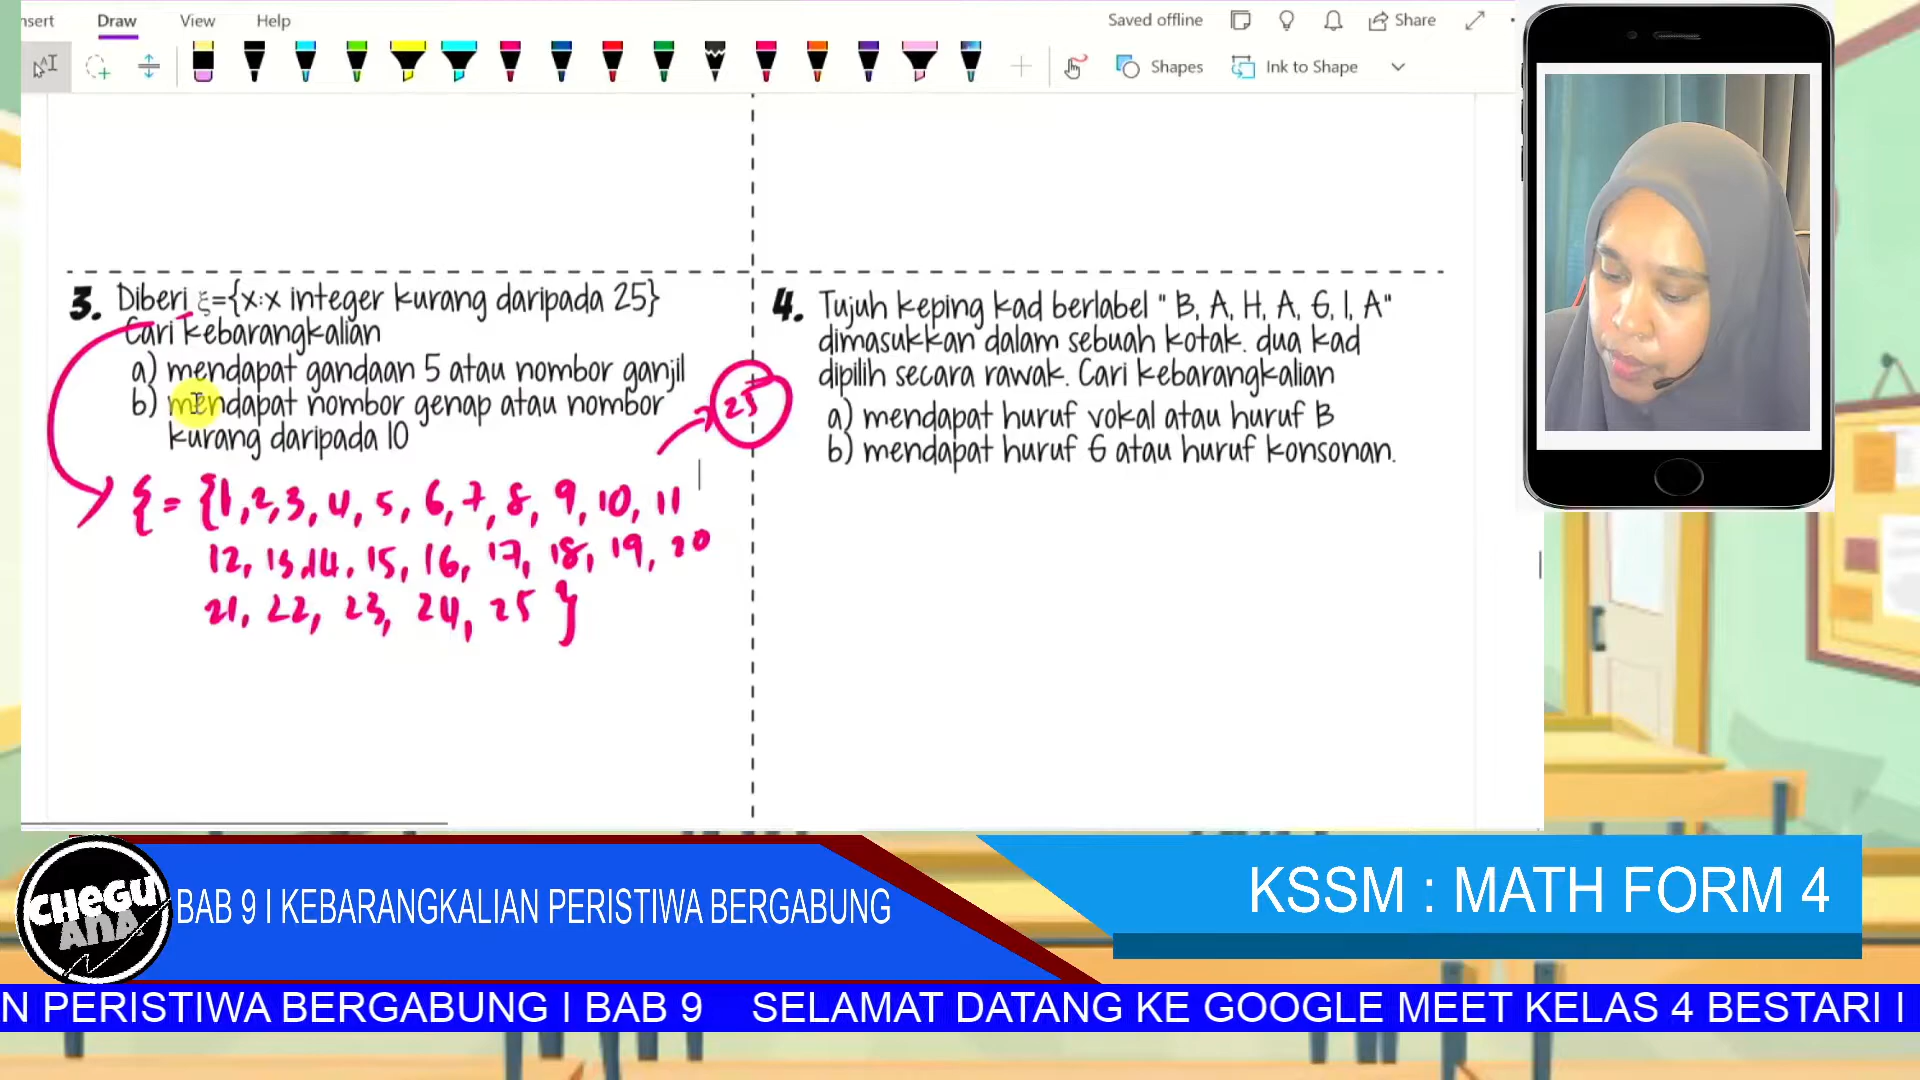 nsert Draw View Help Saved offline Share
Shapes Ink to Shape
3. Diberi ξ={x:x integer kurang daripada 25}
Cari kebarangkalian
a) mendapat gandaan 5 atau nombor ganjil
b) mendapat nombor genap atau nombor
kurang daripada 10
25
ξ = {1, 2, 3, 4, 5, 6, 7, 8, 9, 10, 11
12, 13, 14, 15, 16, 17, 18, 19, 20
21, 22, 23, 24, 25 }
4. Tujuh keping kad berlabel " B, A, H, A, G, I, A"
dimasukkan dalam sebuah kotak. dua kad
dipilih secara rawak. Cari kebarangkalian
a) mendapat huruf vokal atau huruf B
b) mendapat huruf G atau huruf konsonan.
CHEGU
ANA
BAB 9 I KEBARANGKALIAN PERISTIWA BERGABUNG
KSSM : MATH FORM 4
N PERISTIWA BERGABUNG I BAB 9 SELAMAT DATANG KE GOOGLE MEET KELAS 4 BESTARI I